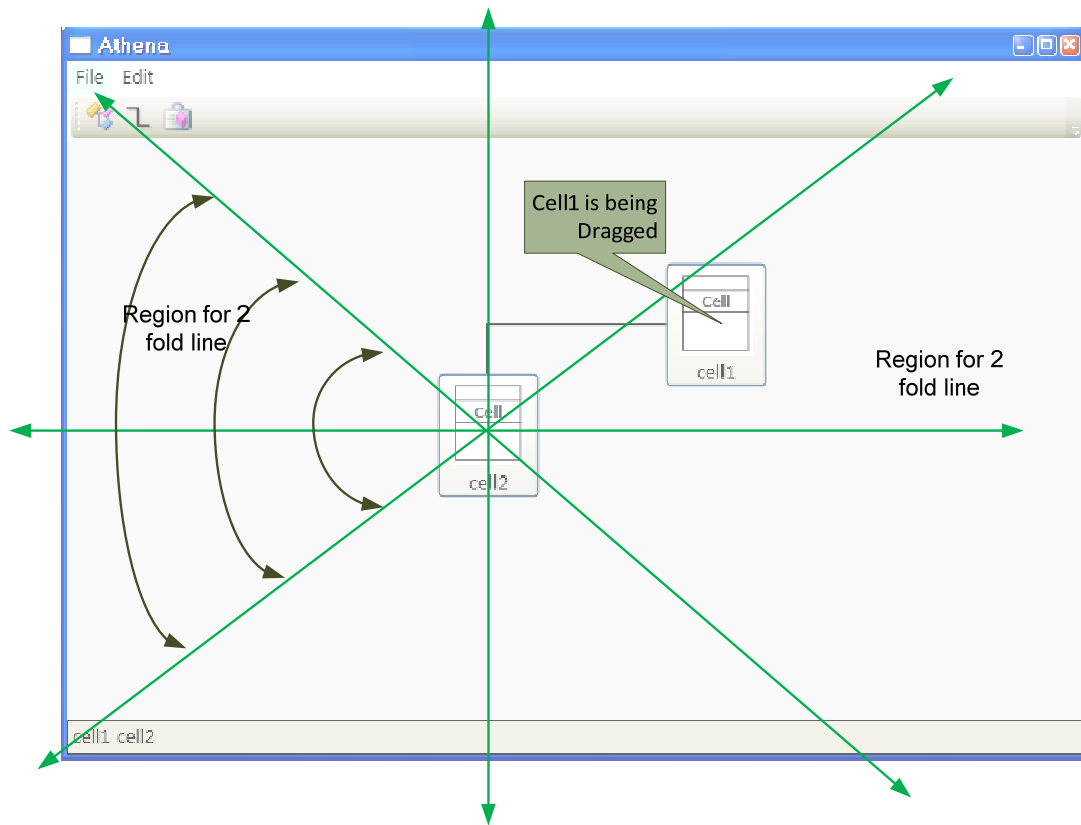 Athena
File Edit
Cell1 is being
Dragged
Cell
cell1
Region for 2
fold line
Region for 2
fold line
Cell
cell2
cell1 cell2